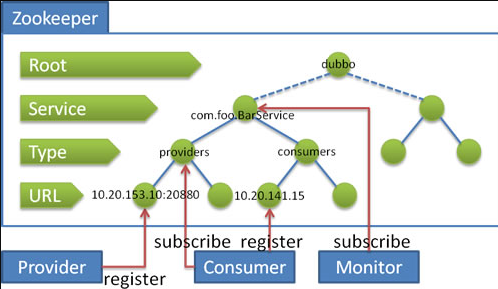 Zookeeper
Root
dubbo
Service
com.foo.BarService
Type
providers
consumers
URL
10.20.153.10:20880
10.20.141.15
subscribe
register
subscribe
Provider
Consumer
Monitor
register